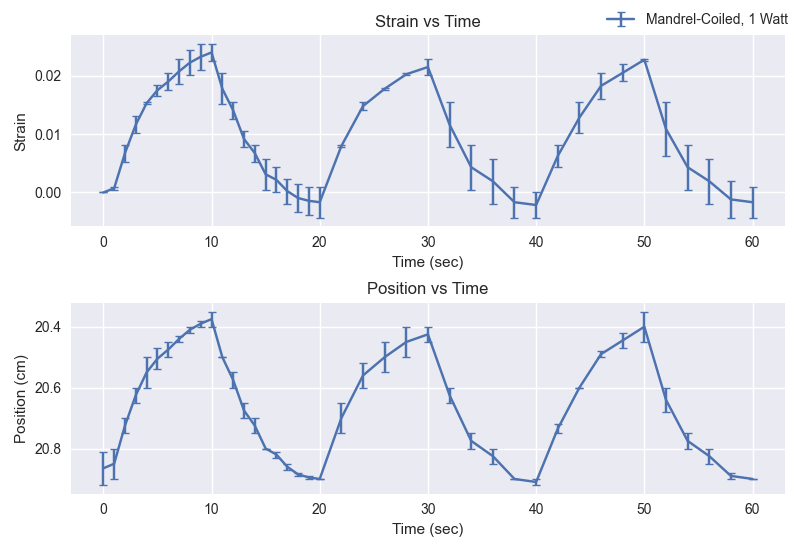 Strain vs Time
Mandrel-Coiled, 1 Watt
0.02
0.01
0.00
Strain
0 10 20 30 40 50 60
Time (sec)
Position vs Time
20.4
20.6
20.8
Position (cm)
0 10 20 30 40 50 60
Time (sec)